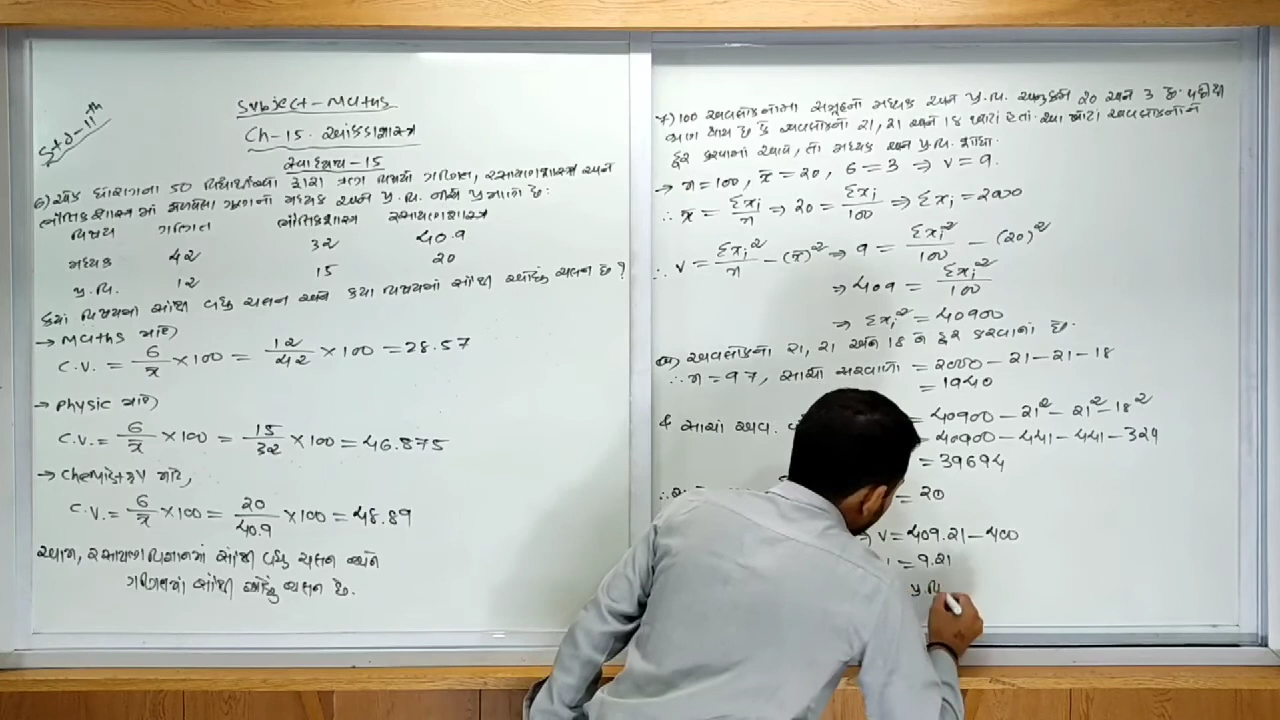 Std-11th
Subject-Maths
Ch-15. આંકડાશાસ્ત્ર
સ્વાધ્યાય-15
6) એક ધોરણના 50 વિદ્યાર્થીઓ દ્વારા ત્રણ વિષયો ગણિત, રસાયણશાસ્ત્ર અને
ભૌતિકશાસ્ત્ર માં મેળવેલા ગુણનો મધ્યક અને પ્ર.વિ. નીચે પ્રમાણે છે:
વિષય ગણિત ભૌતિકશાસ્ત્ર રસાયણશાસ્ત્ર
મધ્યક 42 32 40.9
પ્ર.વિ. 12 15 20
કયાં વિષયમાં સૌથી વધુ ચલન અને કયા વિષયમાં સૌથી ઓછું ચલન છે ?
→ Maths માટે)
C.V. = σ/x̄ × 100 = 12/42 × 100 = 28.57
→ Physic માટે)
C.V. = σ/x̄ × 100 = 15/32 × 100 = 46.875
→ Chemistry માટે,
C.V. = σ/x̄ × 100 = 20/40.9 × 100 = 48.89
આમ, રસાયણવિજ્ઞાનમાં સૌથી વધુ ચલન અને
ગણિતમાં સૌથી ઓછું ચલન છે.
7) 100 અવલોકનોના સમૂહનો મધ્યક અને પ્ર.વિ. અનુક્રમે 20 અને 3 છે. પછીથી
જાણ થાય છે કે અવલોકનો 21, 21 અને 18 ખોટાં હતાં. આ ખોટાં અવલોકનોને
દૂર કરવામાં આવે, તો મધ્યક અને પ્ર.વિ. શોધો.
→ n = 100, x̄ = 20, σ = 3 ⇒ V = 9.
∴ x̄ = Σxi/n ⇒ 20 = Σxi/100 ⇒ Σxi = 2000
∴ V = Σxi²/n − (x̄)² ⇒ 9 = Σxi²/100 − (20)²
⇒ 409 = Σxi²/100
⇒ Σxi² = 40900
અવલોકનો 21, 21 અને 18 ને દૂર કરવાનાં છે.
∴ n = 97, સાચો સરવાળો = 2000 − 21 − 21 − 18
= 1940
& સાચાં અવ. = 40900 − 21² − 21² − 18²
= 40900 − 441 − 441 − 324
= 39694
= 20
V = 409.21 − 400
= 9.21
પ્ર.વિ.